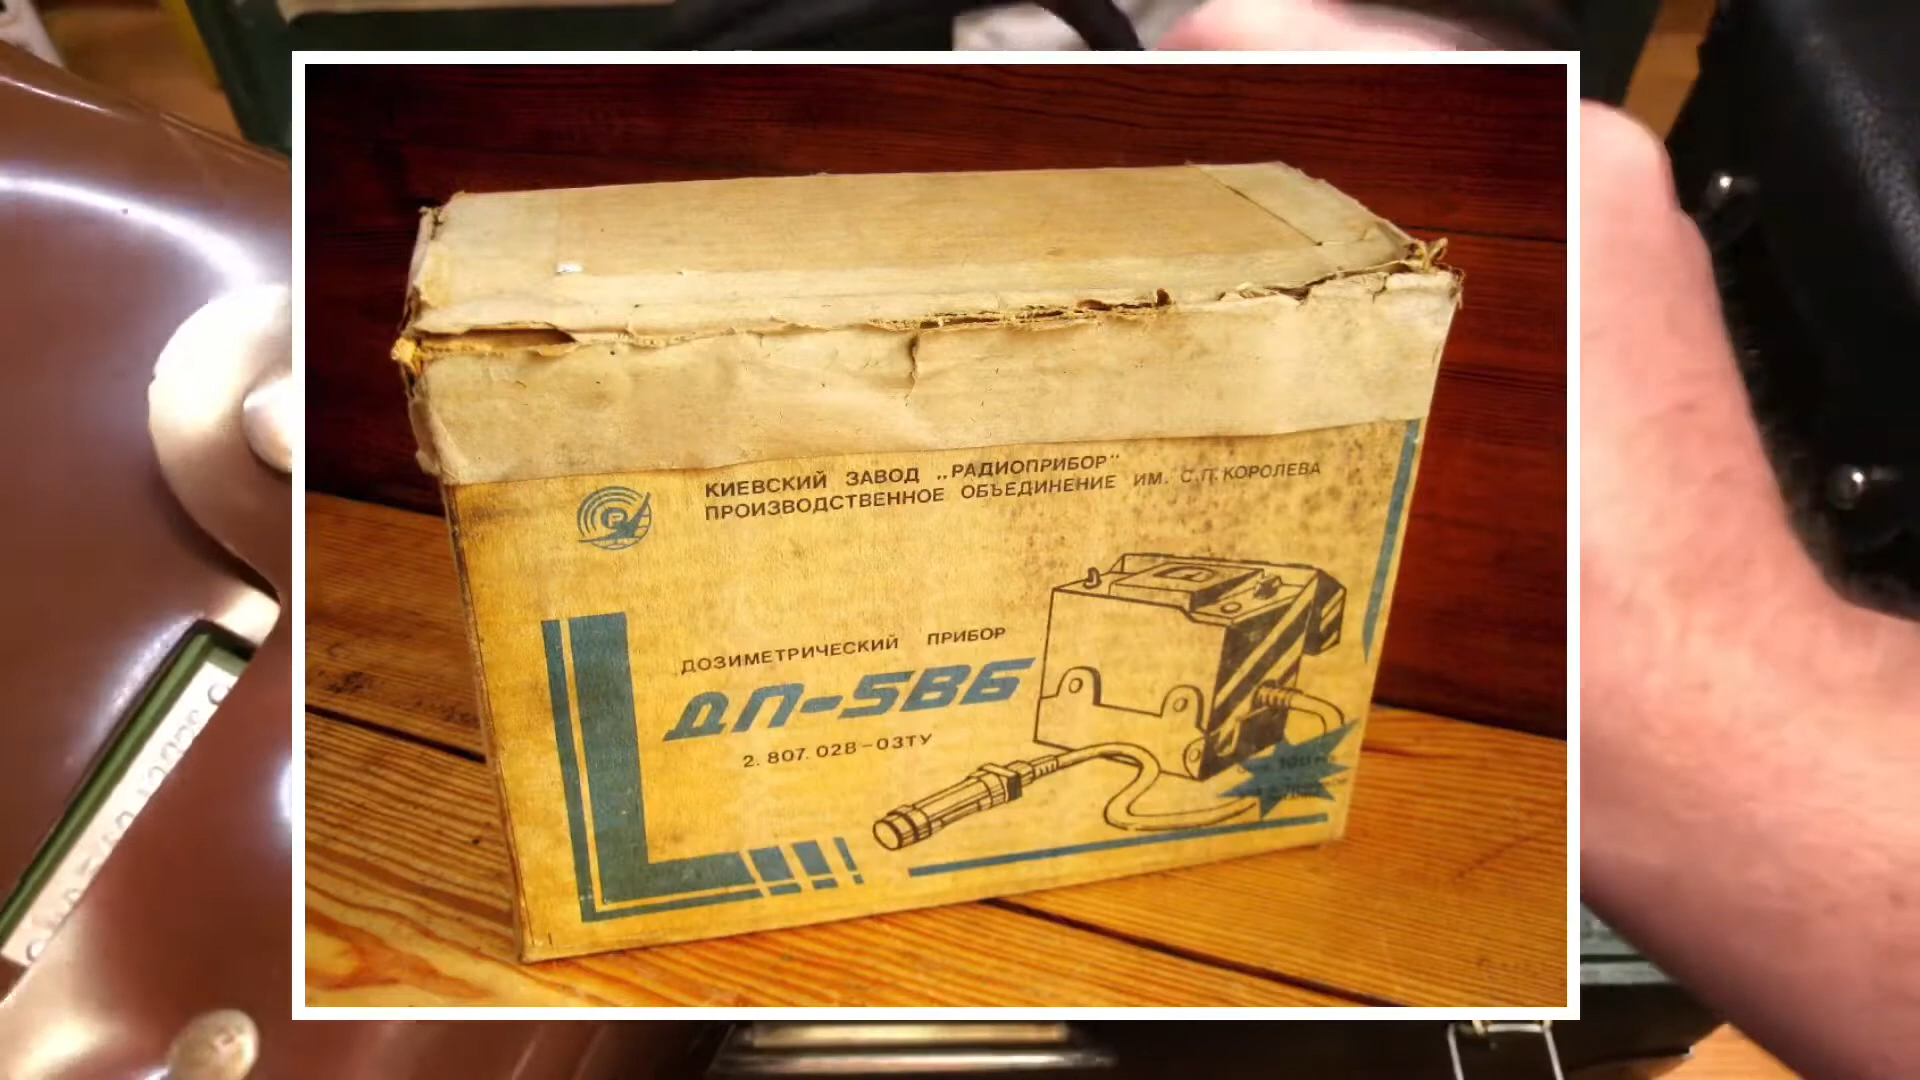 КИЕВСКИЙ ЗАВОД „РАДИОПРИБОР"
ПРОИЗВОДСТВЕННОЕ ОБЪЕДИНЕНИЕ ИМ. С.П. КОРОЛЕВА
ДОЗИМЕТРИЧЕСКИЙ ПРИБОР
ДП-5ВБ
2. 807. 028-03ТУ